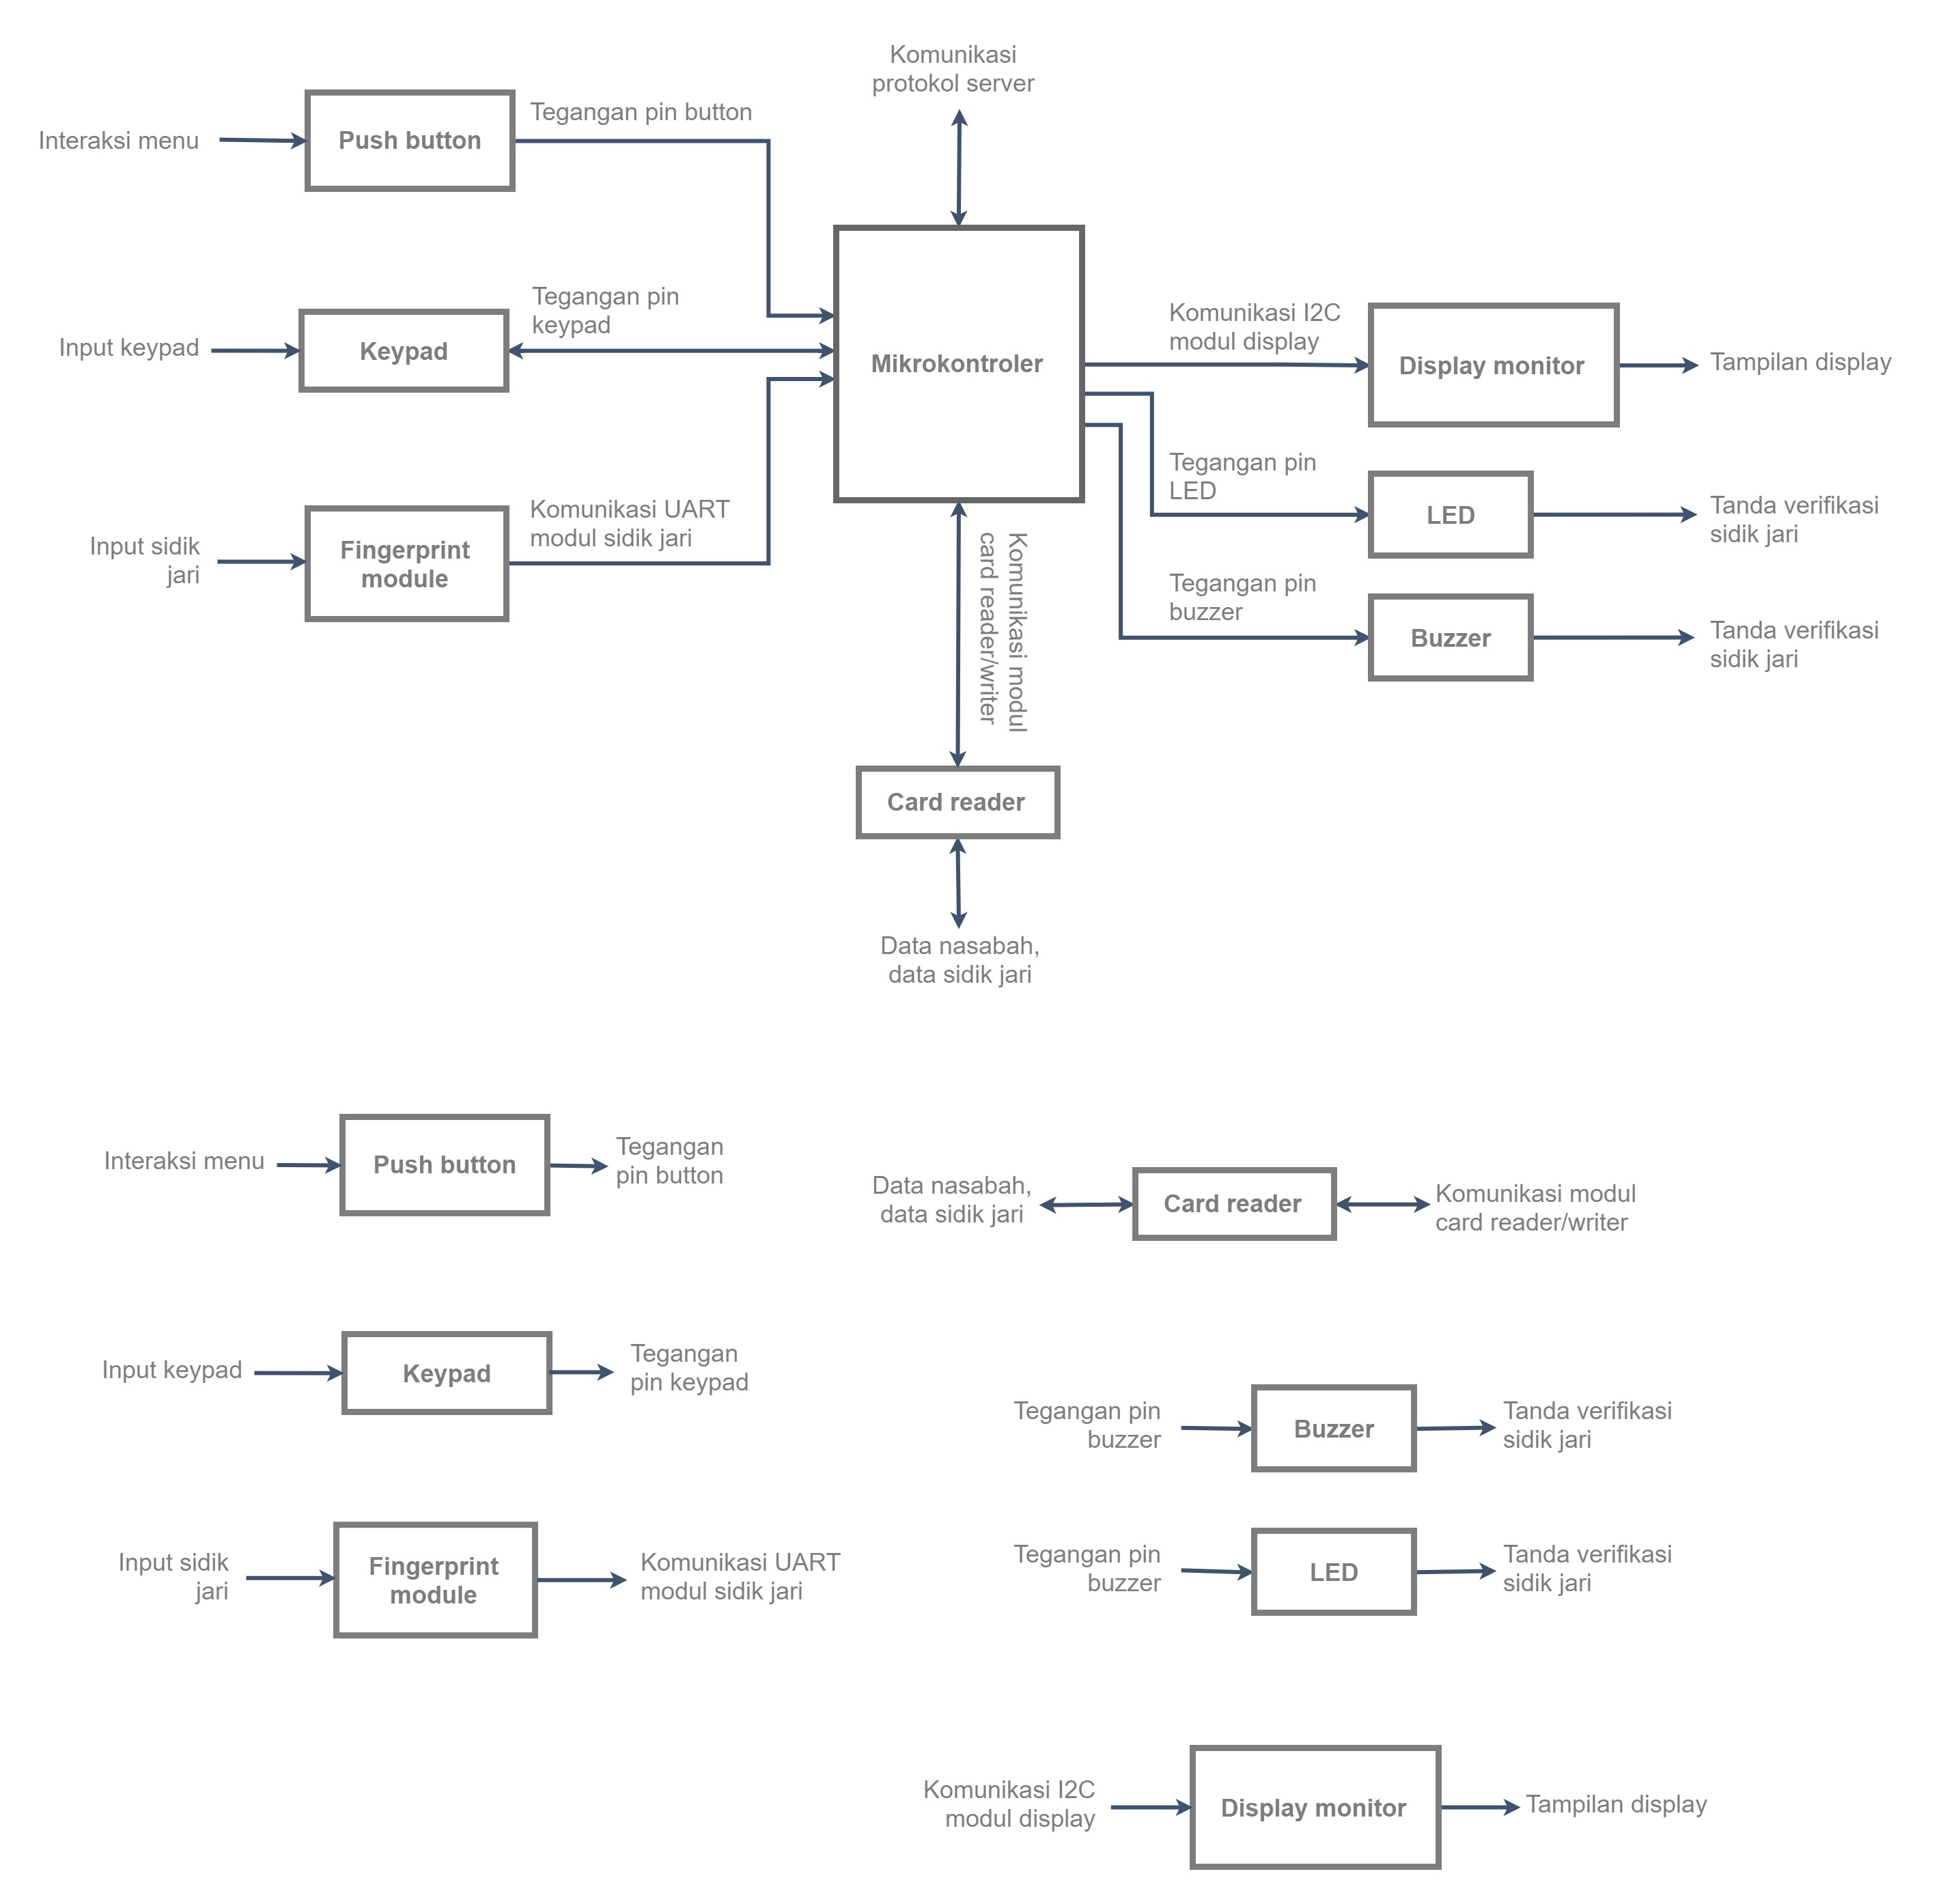 Komunikasi
protokol server
Interaksi menu
Push button
Tegangan pin button
Input keypad
Keypad
Tegangan pin
keypad
Mikrokontroler
Komunikasi I2C
modul display
Display monitor
Tampilan display
Input sidik
jari
Fingerprint
module
Komunikasi UART
modul sidik jari
Tegangan pin
LED
LED
Tanda verifikasi
sidik jari
Tegangan pin
buzzer
Buzzer
Tanda verifikasi
sidik jari
Komunikasi modul
card reader/writer
Card reader
Data nasabah,
data sidik jari
Interaksi menu
Push button
Tegangan
pin button
Data nasabah,
data sidik jari
Card reader
Komunikasi modul
card reader/writer
Input keypad
Keypad
Tegangan
pin keypad
Tegangan pin
buzzer
Buzzer
Tanda verifikasi
sidik jari
Input sidik
jari
Fingerprint
module
Komunikasi UART
modul sidik jari
Tegangan pin
buzzer
LED
Tanda verifikasi
sidik jari
Komunikasi I2C
modul display
Display monitor
Tampilan display